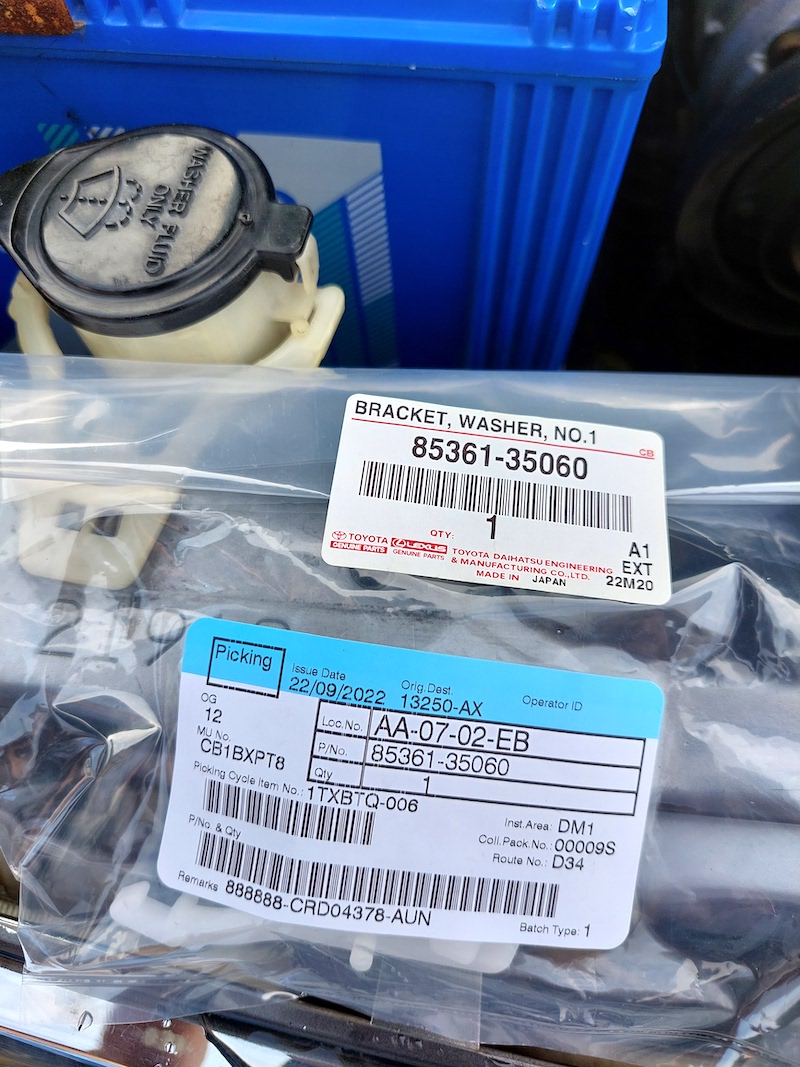 WASHER FLUID
ONLY
BRACKET, WASHER, NO.1
CB
85361-35060
QTY:
1
TOYOTA
GENUINE PARTS
LEXUS
GENUINE PARTS
TOYOTA DAIHATSU ENGINEERING
& MANUFACTURING CO.,LTD.
MADE IN JAPAN
A1
EXT
22M20
Picking
Issue Date
22/09/2022
Orig.Dest.
13250-AX
Operator ID
OG
12
MU No.
CB1BXPT8
Loc.No. AA-07-02-EB
P/No. 85361-35060
Qty 1
Picking Cycle Item No.: 1TXBTQ-006
Inst.Area: DM1
Coll.Pack.No.: 00009S
Route No.: D34
P/No. & Qty
Remarks 888888-CRD04378-AUN
Batch Type: 1